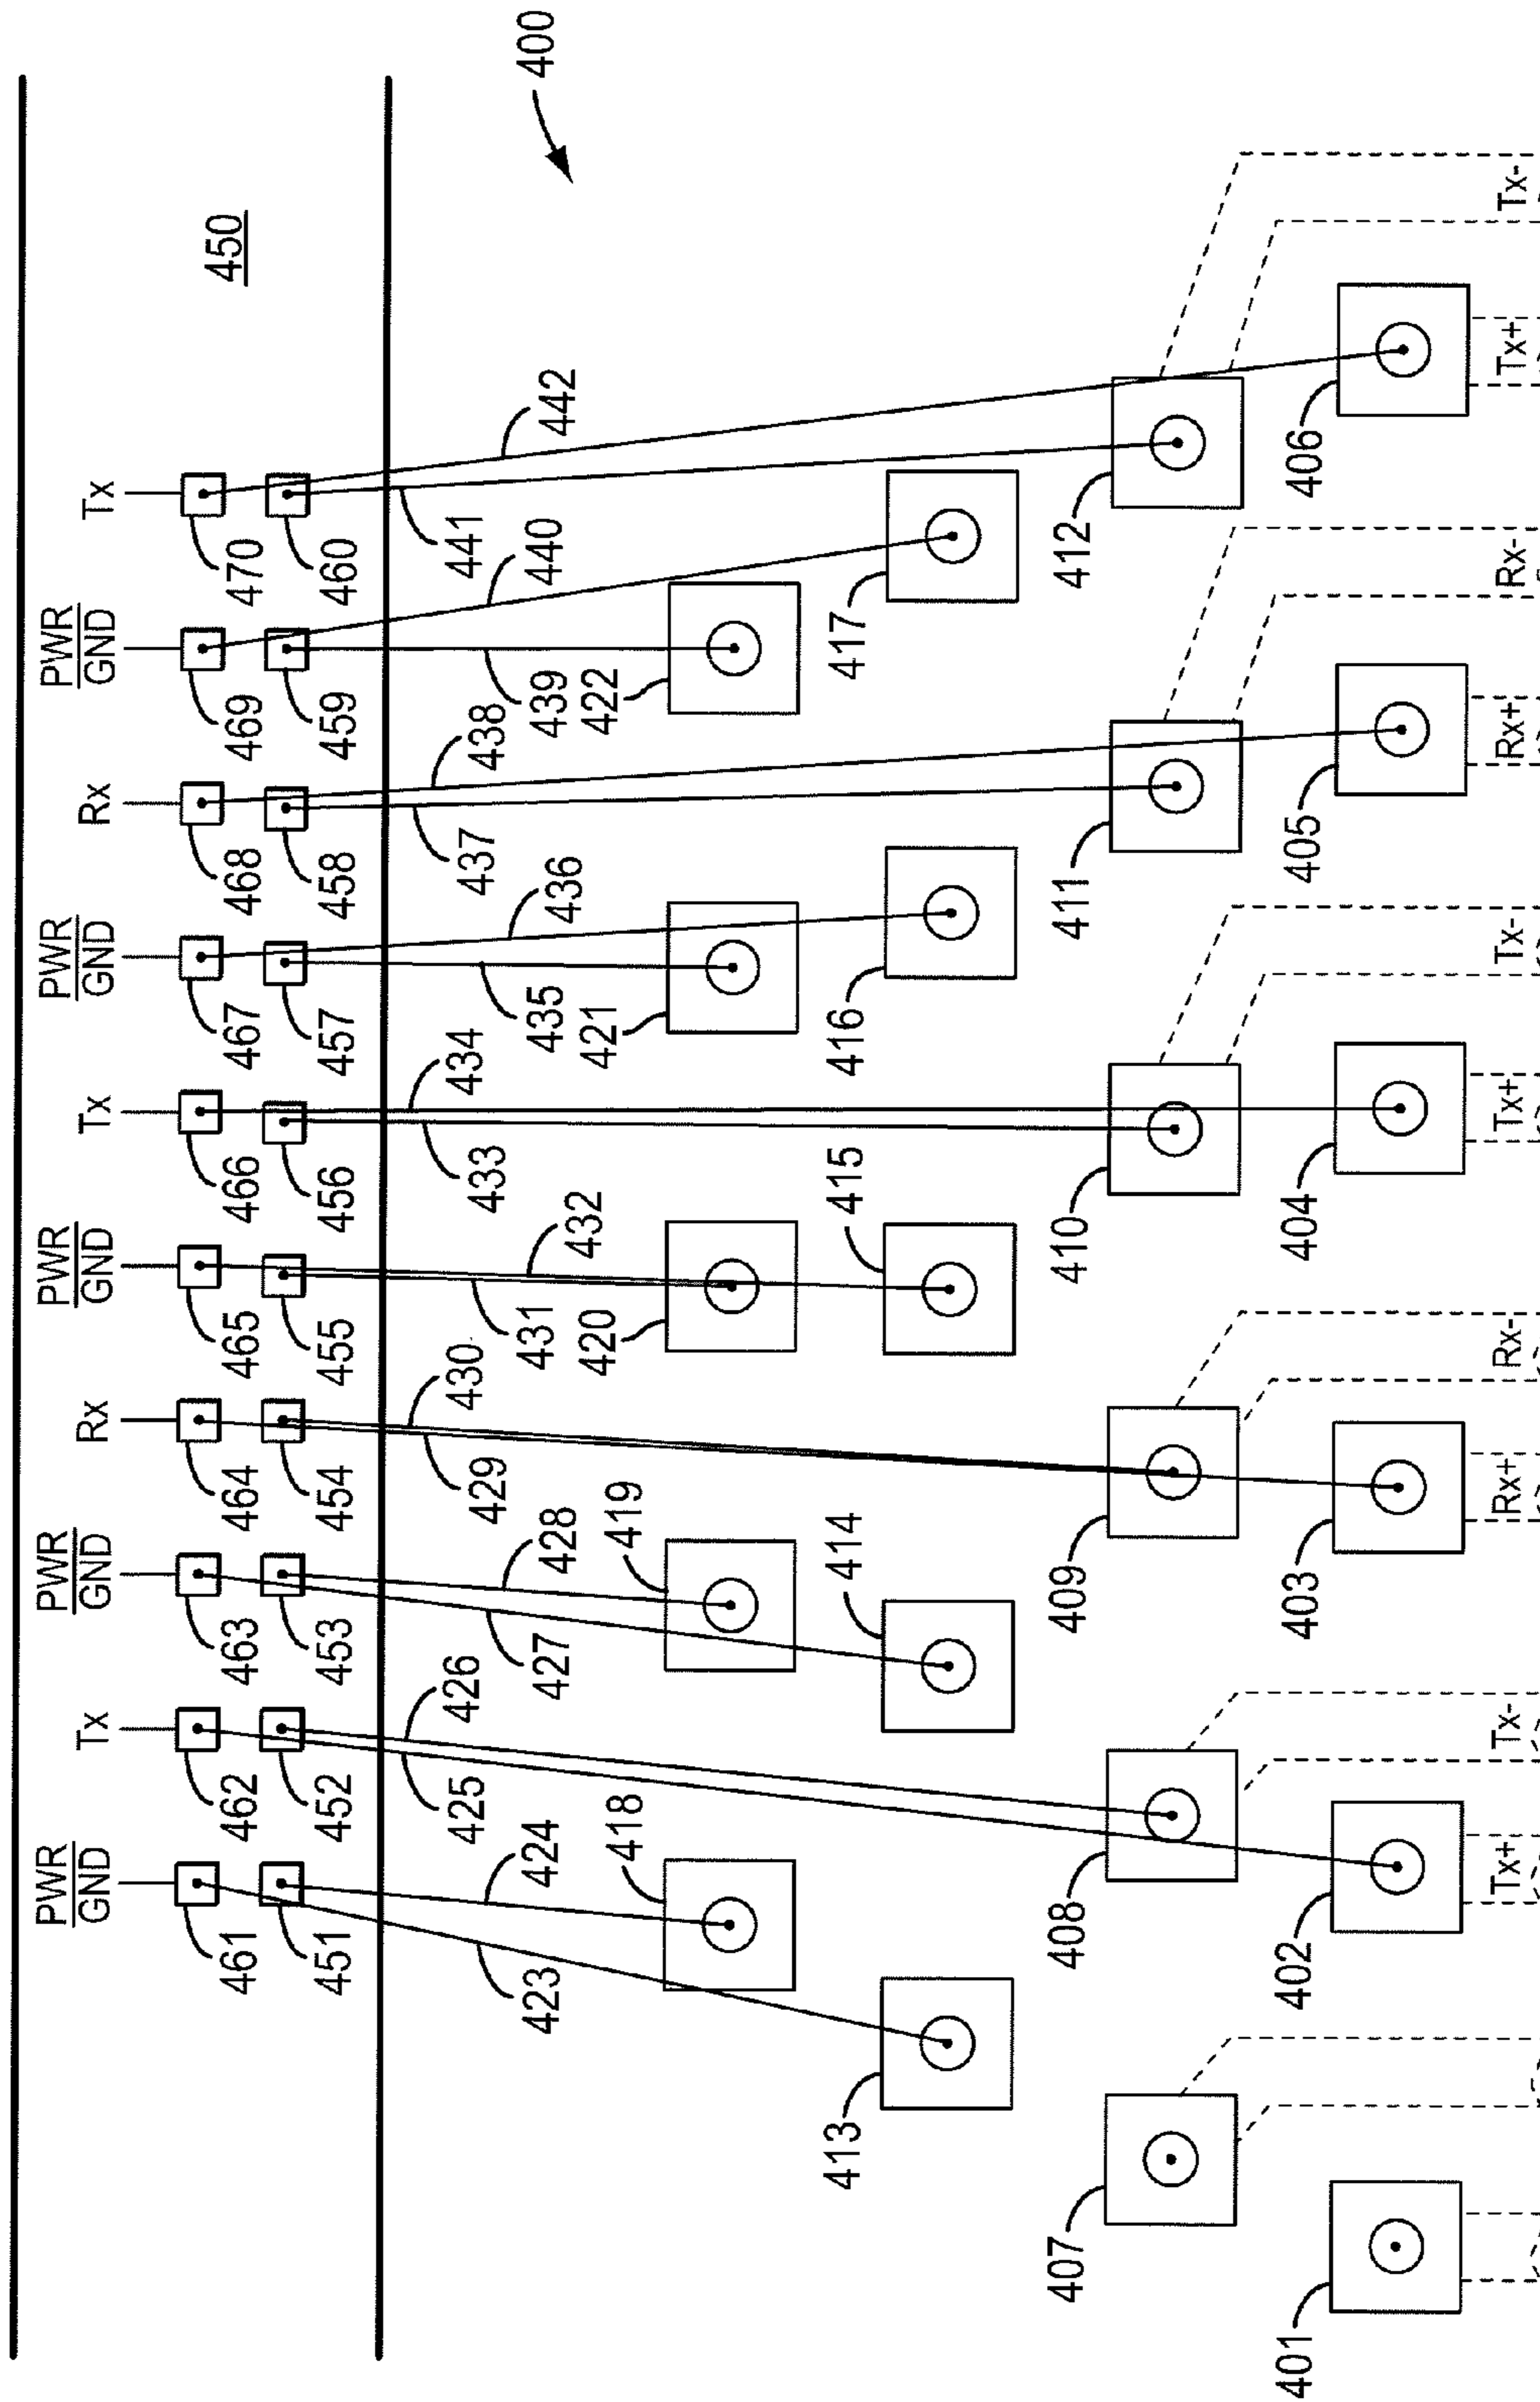 400
450
PWR
GND
Tx
PWR
GND
Rx
PWR
GND
Tx
PWR
GND
Rx
PWR
GND
Tx
461
462
463
464
465
466
467
468
469
470
451
452
453
454
455
456
457
458
459
460
423
424
425
426
427
428
429
430
431
432
433
434
435
436
437
438
439
440
441
442
418
419
420
421
422
413
414
415
416
417
407
408
409
410
411
412
401
402
403
404
405
406
Tx+
Tx-
Rx+
Rx-
Tx+
Tx-
Rx+
Rx-
Tx+
Tx-